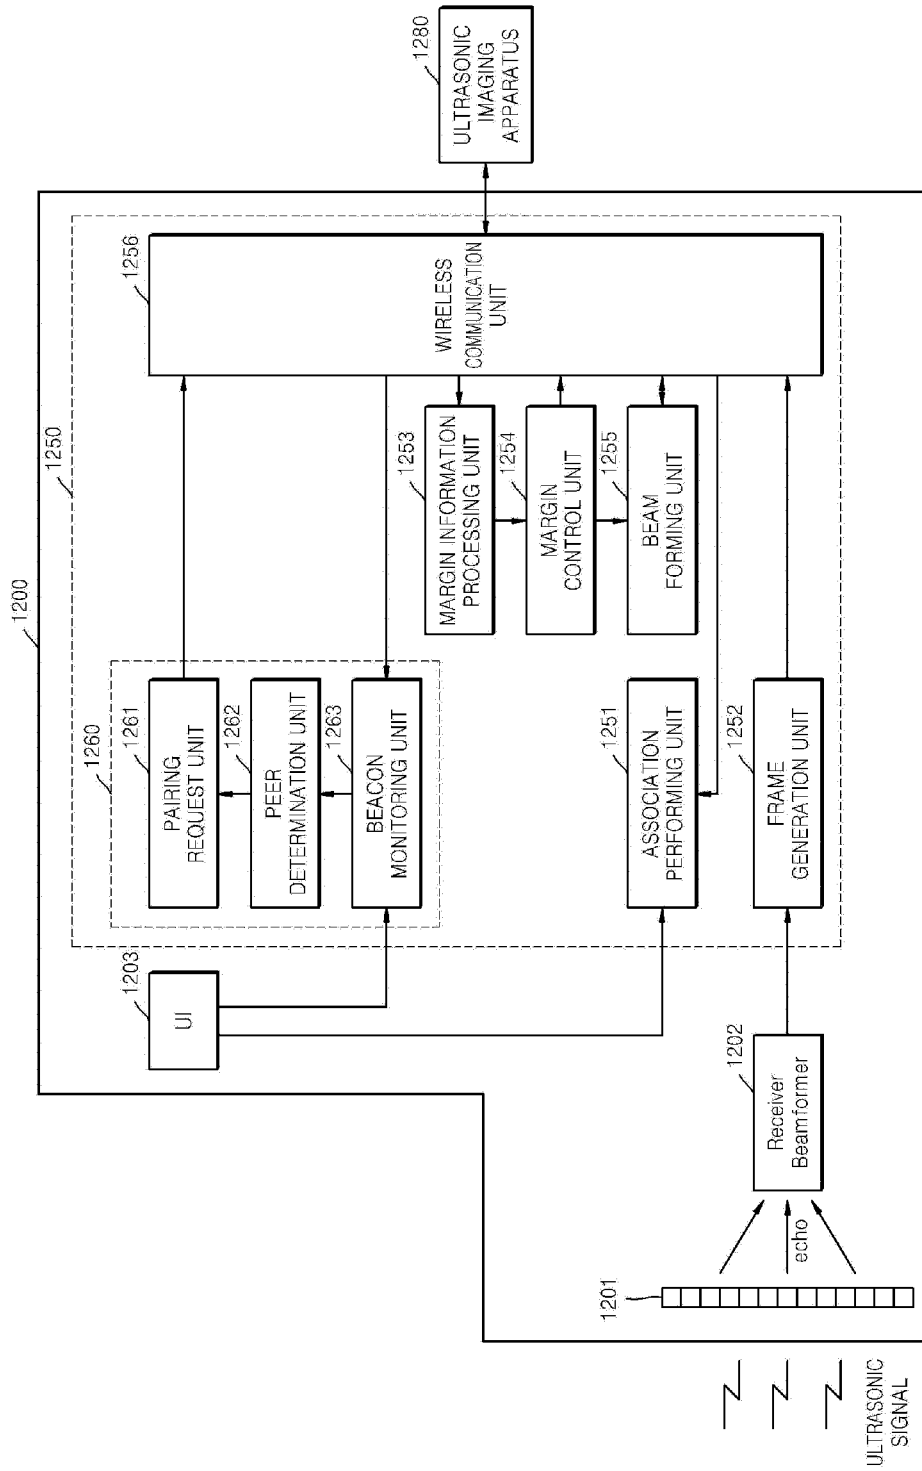 1200
1250
1280
ULTRASONIC
IMAGING
APPARATUS
1256
WIRELESS
COMMUNICATION
UNIT
1260
1261
PAIRING
REQUEST UNIT
1262
PEER
DETERMINATION UNIT
1263
BEACON
MONITORING UNIT
1253
MARGIN INFORMATION
PROCESSING UNIT
1254
MARGIN
CONTROL UNIT
1255
BEAM
FORMING UNIT
1203
UI
1251
ASSOCIATION
PERFORMING UNIT
1252
FRAME
GENERATION UNIT
1202
Receiver
Beamformer
echo
1201
ULTRASONIC
SIGNAL